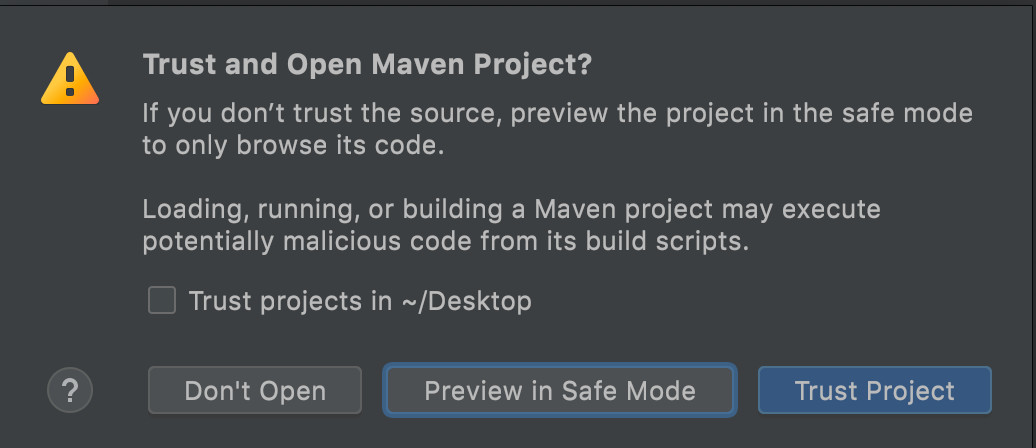 Trust and Open Maven Project?
If you don’t trust the source, preview the project in the safe mode
to only browse its code.
Loading, running, or building a Maven project may execute
potentially malicious code from its build scripts.
Trust projects in ~/Desktop
? Don't Open Preview in Safe Mode Trust Project